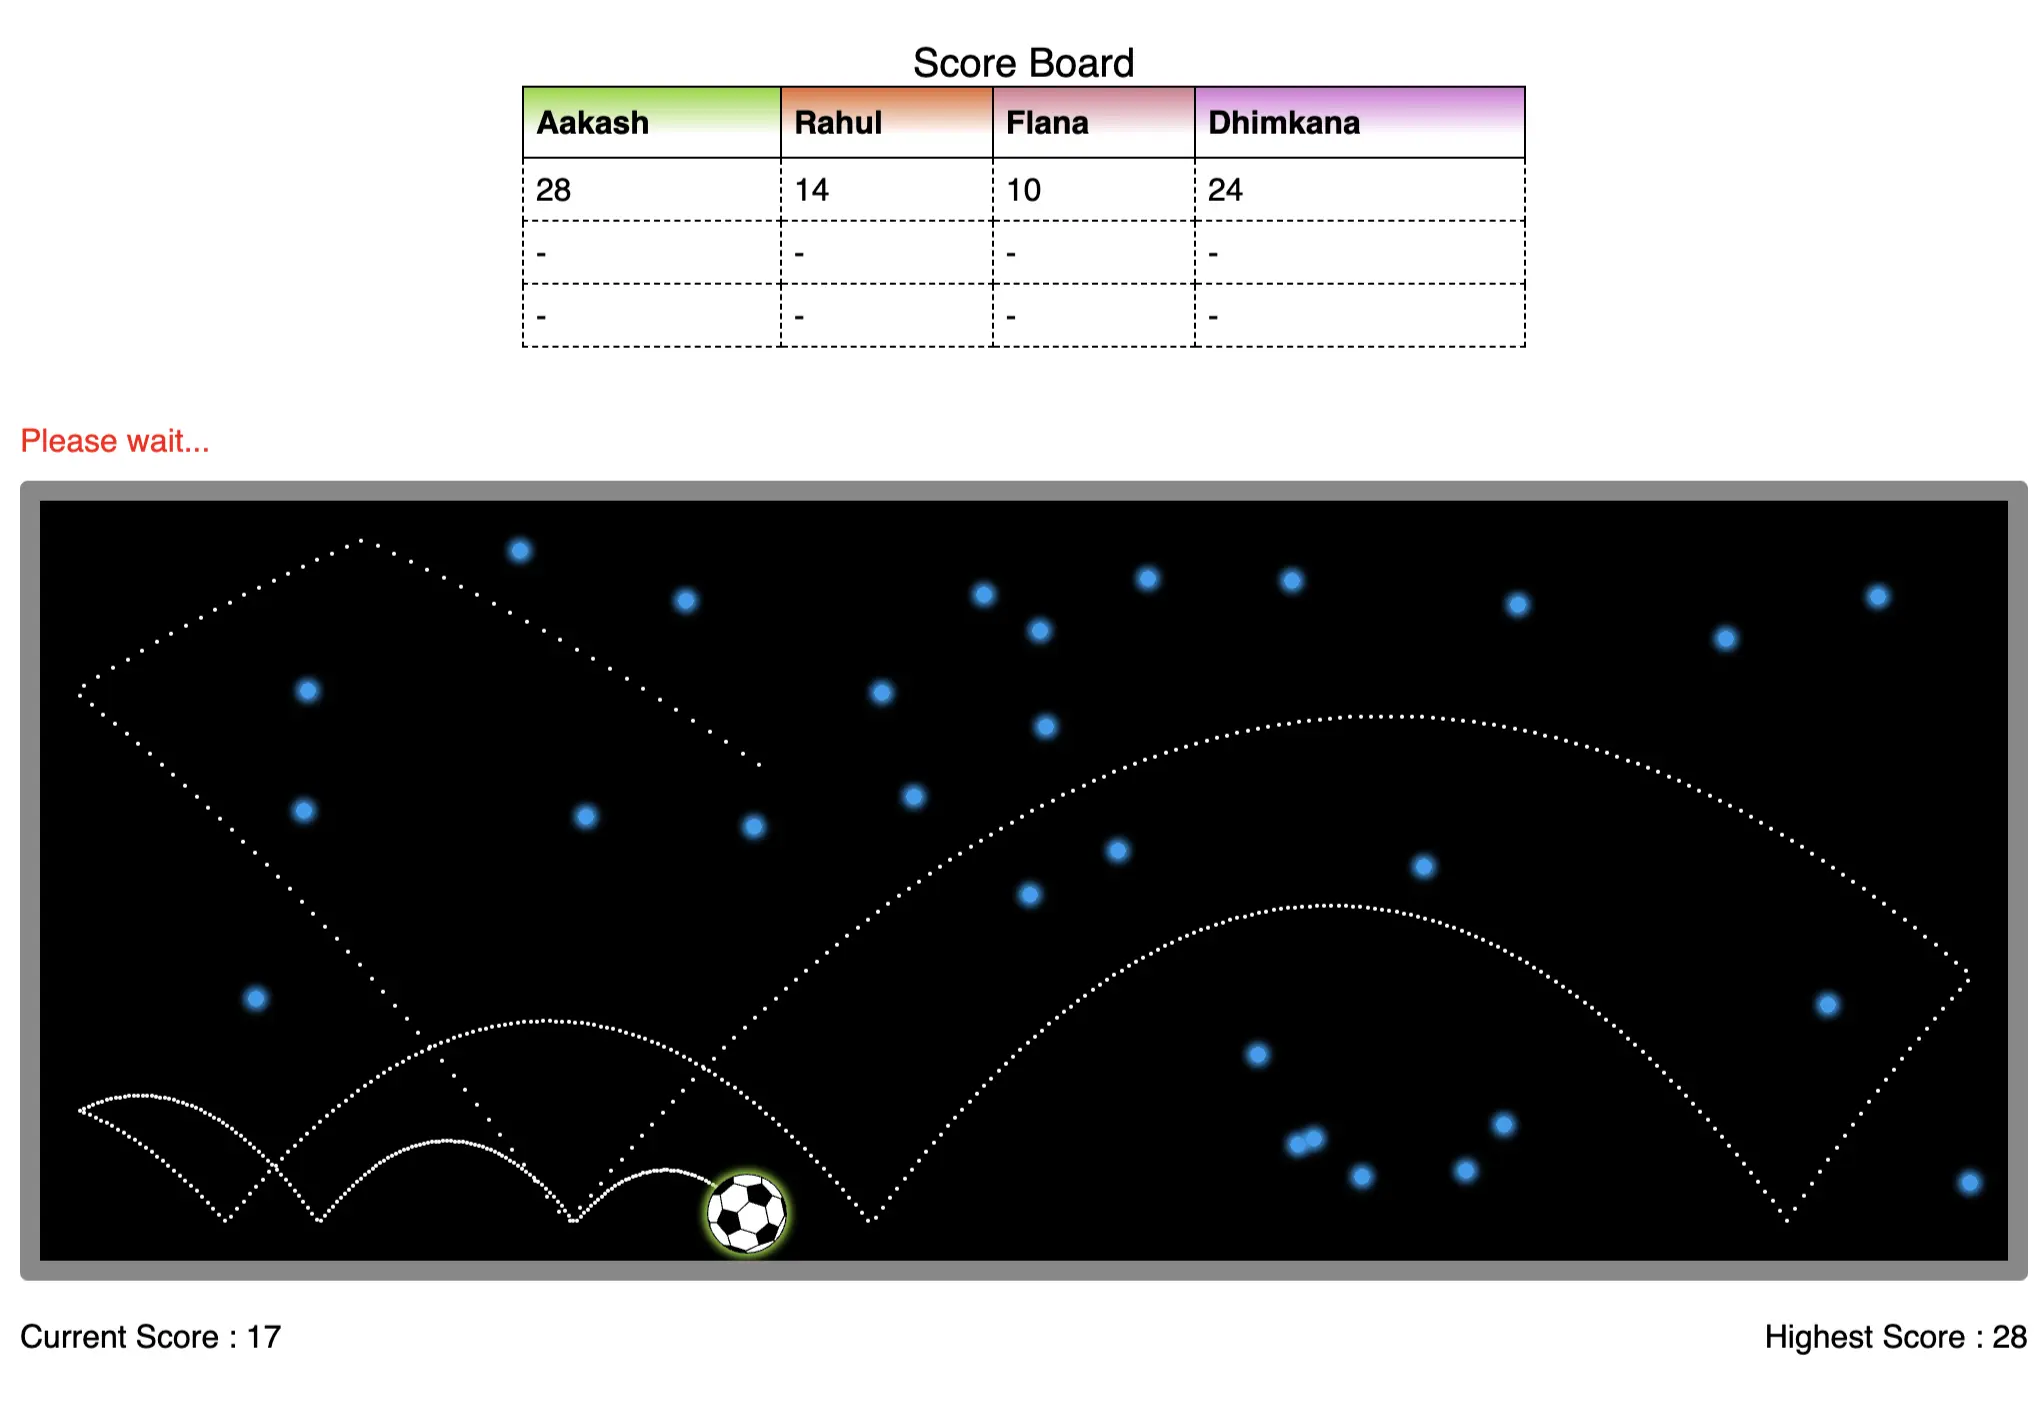 Score Board
Aakash Rahul Flana Dhimkana
28 14 10 24
- - - -
- - - -
Please wait...
Current Score : 17 Highest Score : 28